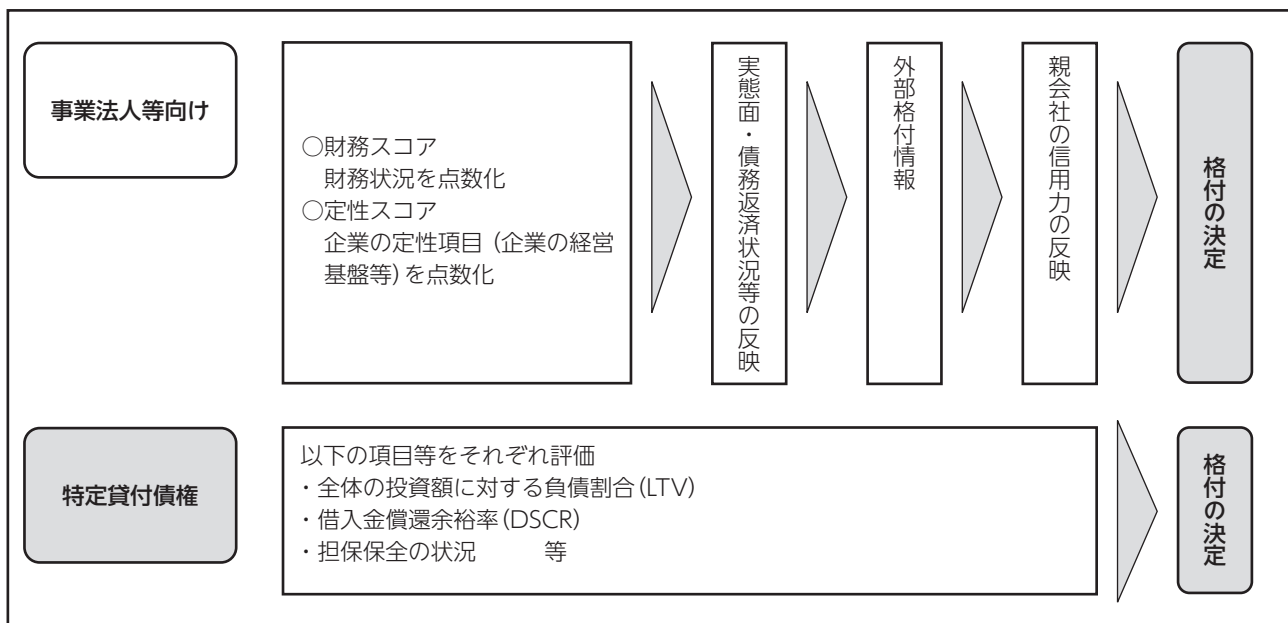 事業法人等向け
○財務スコア
財務状況を点数化
○定性スコア
企業の定性項目（企業の経営
基盤等）を点数化
実態面・債務返済状況等の反映
外部格付情報
親会社の信用力の反映
格付の決定
特定貸付債権
以下の項目等をそれぞれ評価
・全体の投資額に対する負債割合（LTV）
・借入金償還余裕率（DSCR）
・担保保全の状況　　　等
格付の決定